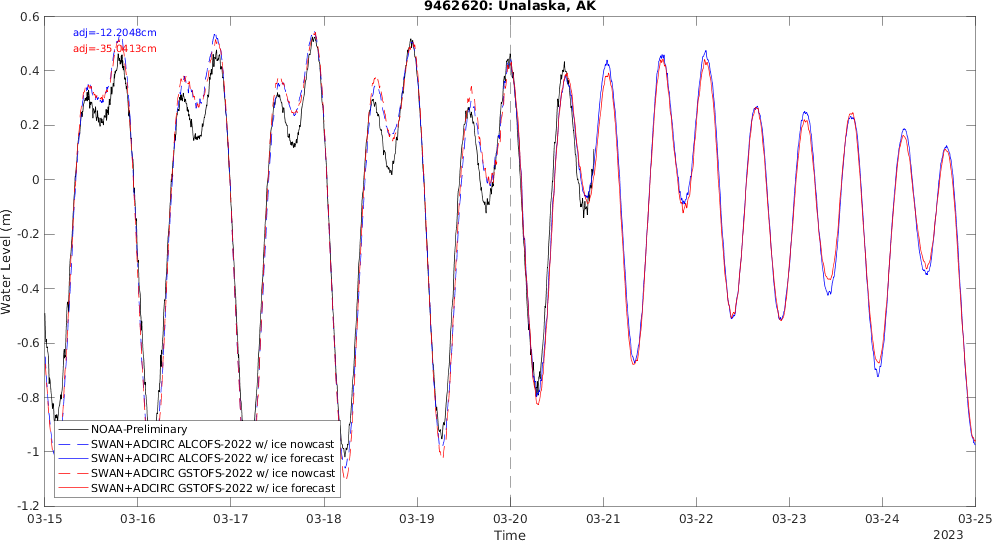 9462620: Unalaska, AK
adj=-12.2048cm
adj=-35.0413cm
0.6
0.4
0.2
0
-0.2
-0.4
-0.6
-0.8
-1
-1.2
Water Level (m)
NOAA-Preliminary
SWAN+ADCIRC ALCOFS-2022 w/ ice nowcast
SWAN+ADCIRC ALCOFS-2022 w/ ice forecast
SWAN+ADCIRC GSTOFS-2022 w/ ice nowcast
SWAN+ADCIRC GSTOFS-2022 w/ ice forecast
03-15 03-16 03-17 03-18 03-19 03-20 03-21 03-22 03-23 03-24 03-25
Time
2023